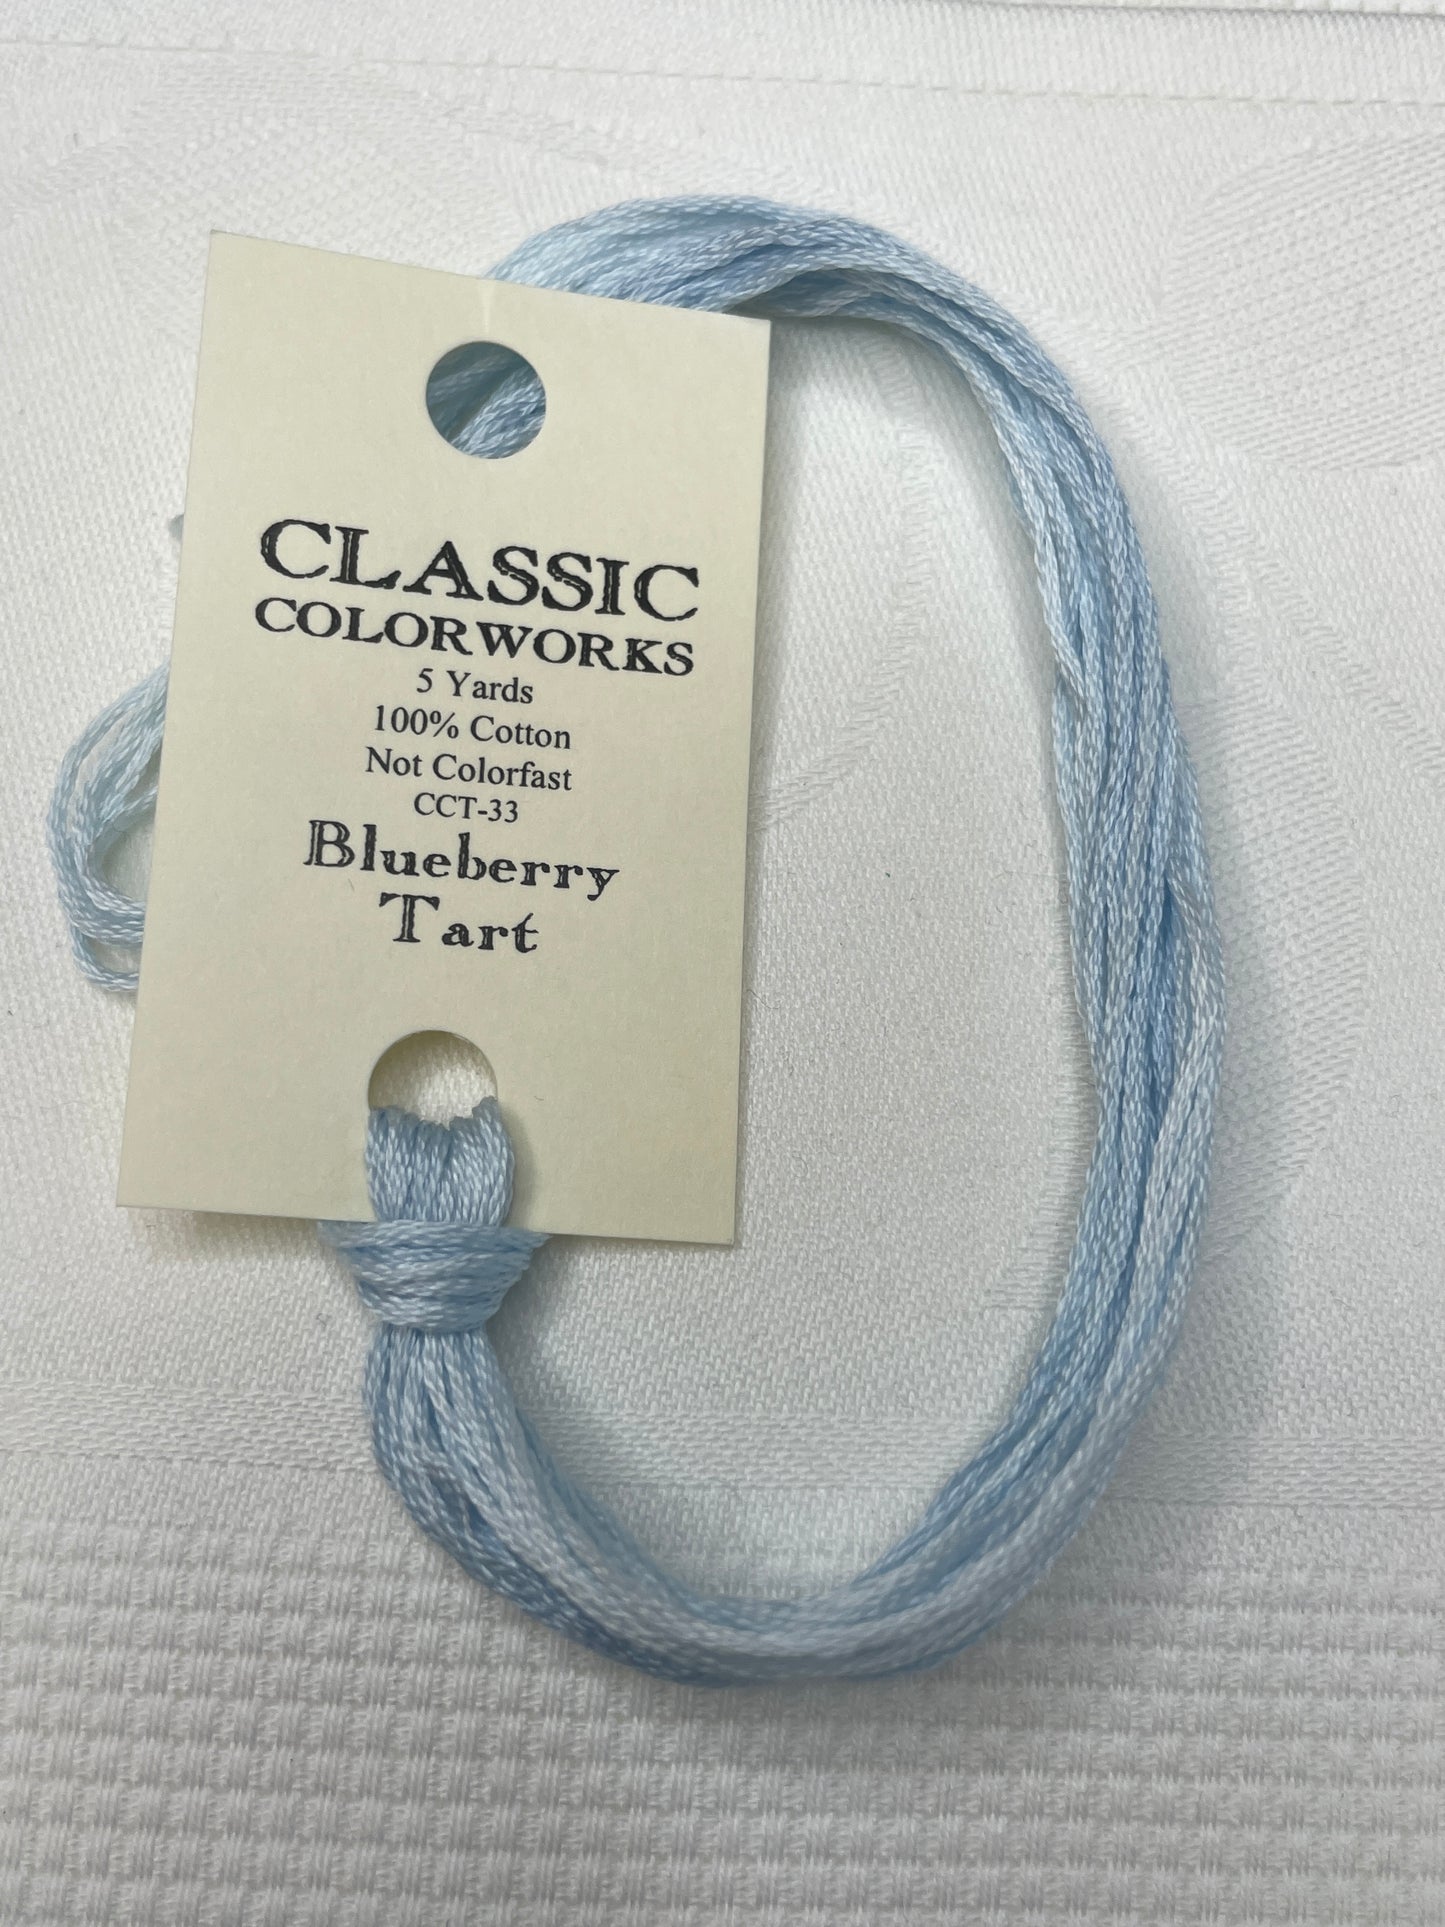 CLASSIC
COLORWORKS
5 Yards
100% Cotton
Not Colorfast
CCT-33
Blueberry
Tart